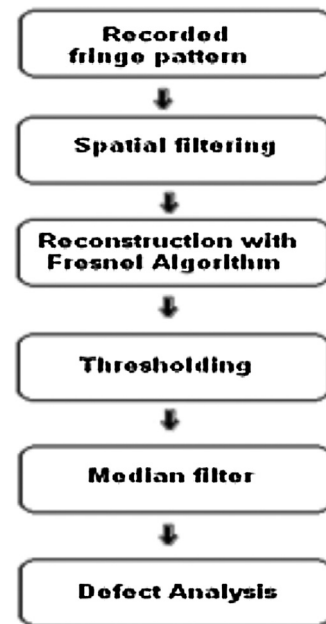 Recorded
fringe pattern
Spatial filtering
Reconstruction with
Fresnel Algorithm
Thresholding
Median filter
Defect Analysis